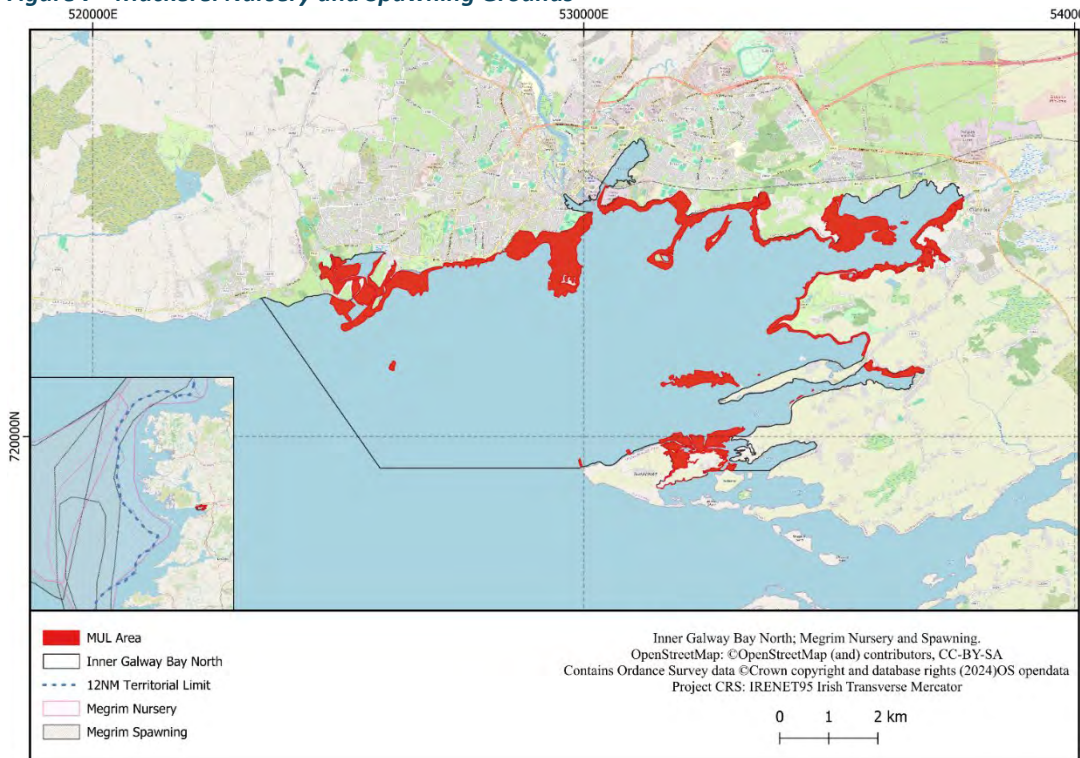 520000E
530000E
54000
720000N
MUL Area
Inner Galway Bay North
12NM Territorial Limit
Megrim Nursery
Megrim Spawning
Inner Galway Bay North; Megrim Nursery and Spawning.
OpenStreetMap: ©OpenStreetMap (and) contributors, CC-BY-SA
Contains Ordance Survey data ©Crown copyright and database rights (2024)OS opendata
Project CRS: IRENET95 Irish Transverse Mercator
0 1 2 km